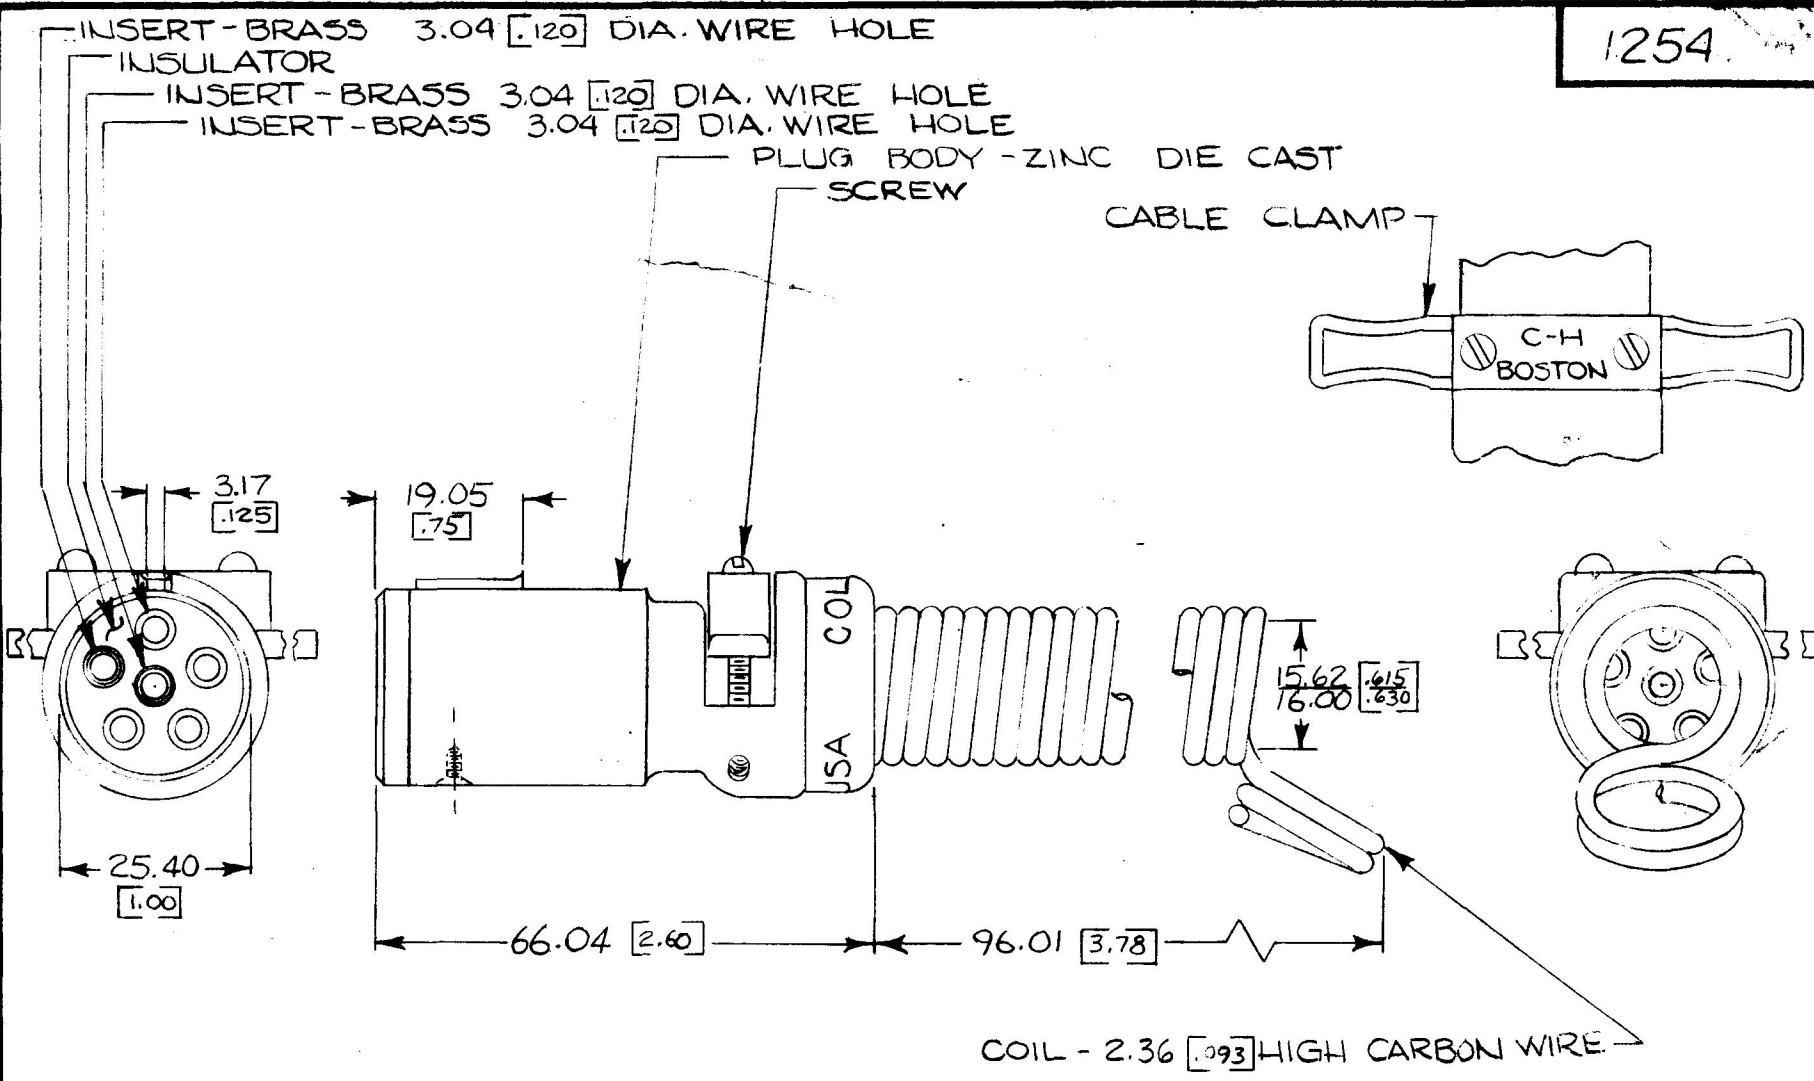 INSERT-BRASS 3.04 [.120] DIA. WIRE HOLE
1254
INSULATOR
INSERT-BRASS 3.04 [.120] DIA. WIRE HOLE
INSERT-BRASS 3.04 [.120] DIA. WIRE HOLE
PLUG BODY-ZINC DIE CAST
SCREW
CABLE CLAMP
C-H
BOSTON
3.17
[.125]
19.05
[.75]
COL
USA
15.62 [.615
16.00 .630]
25.40
[1.00]
66.04 [2.60]
96.01 [3.78]
COIL - 2.36 [.093] HIGH CARBON WIRE